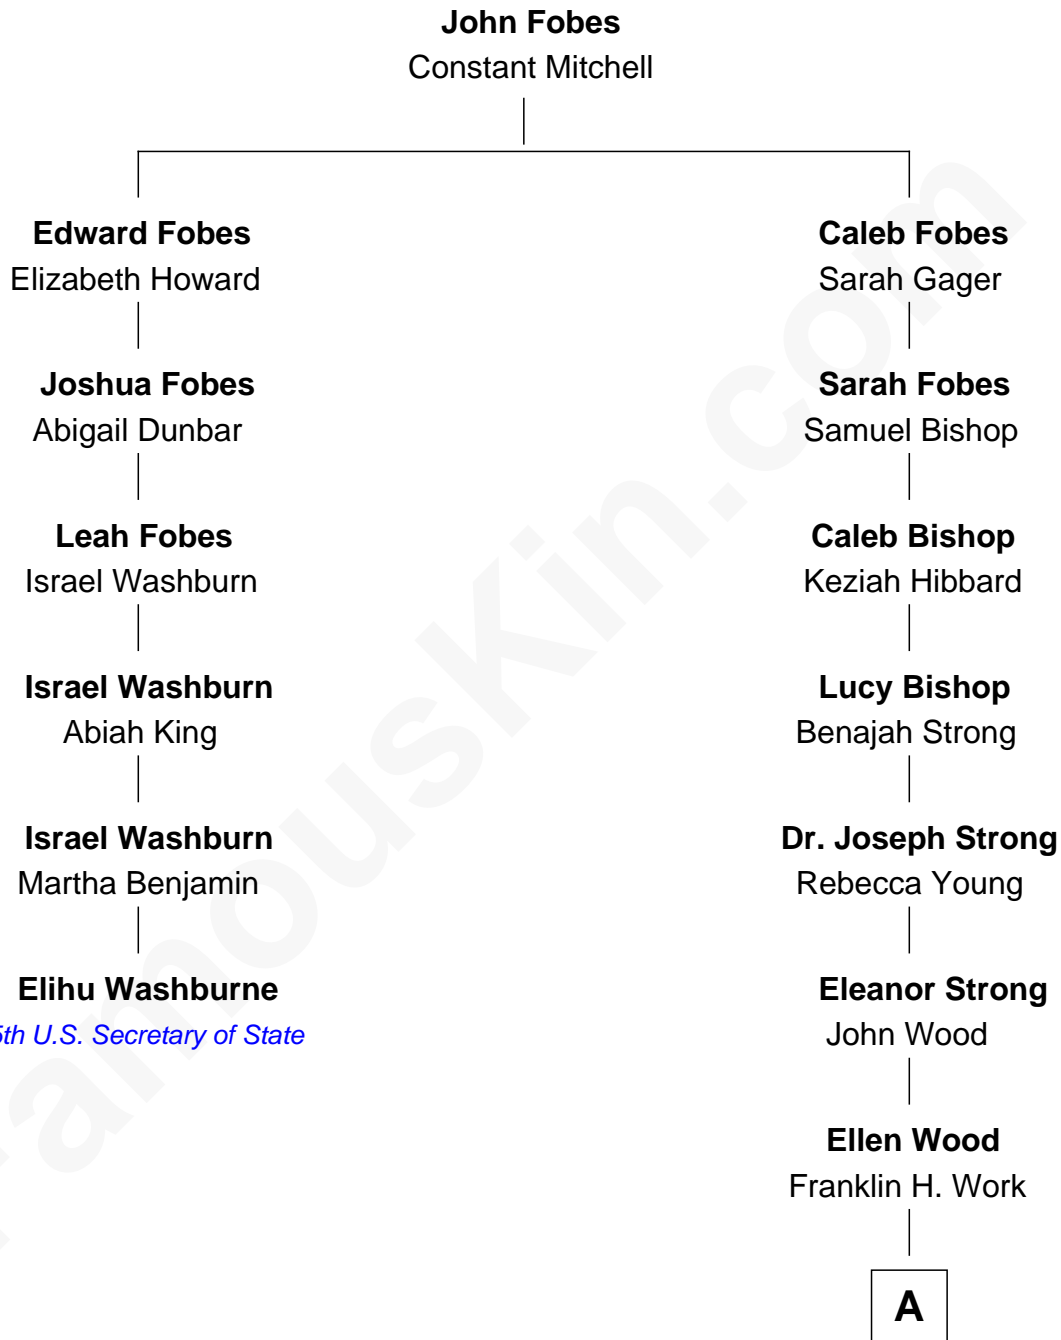 John Fobes
Constant Mitchell
Edward Fobes
Elizabeth Howard
Caleb Fobes
Sarah Gager
Joshua Fobes
Abigail Dunbar
Sarah Fobes
Samuel Bishop
Leah Fobes
Israel Washburn
Caleb Bishop
Keziah Hibbard
Israel Washburn
Abiah King
Lucy Bishop
Benajah Strong
Israel Washburn
Martha Benjamin
Dr. Joseph Strong
Rebecca Young
Elihu Washburne
5th U.S. Secretary of State
Eleanor Strong
John Wood
Ellen Wood
Franklin H. Work
A
FamousKin.com